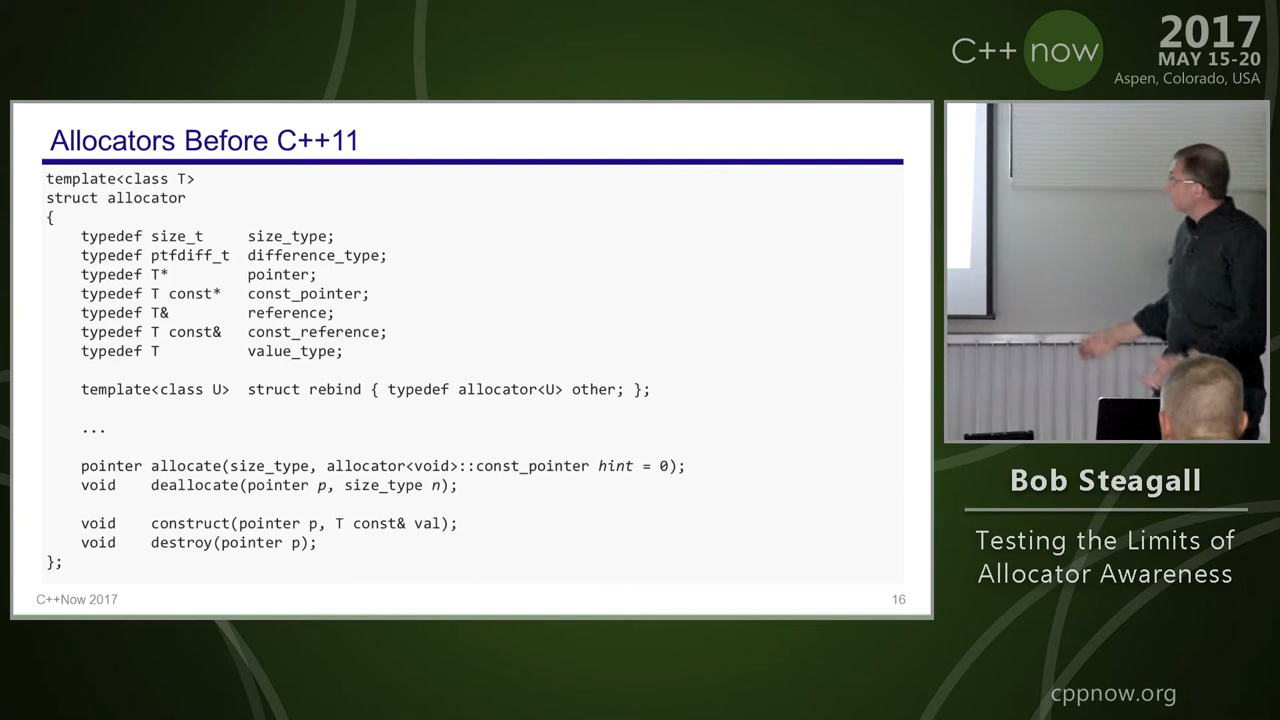 C++ now
2017
MAY 15-20
Aspen, Colorado, USA
Allocators Before C++11
template<class T>
struct allocator
{
typedef size_t size_type;
typedef ptfdiff_t difference_type;
typedef T* pointer;
typedef T const* const_pointer;
typedef T& reference;
typedef T const& const_reference;
typedef T value_type;
template<class U> struct rebind { typedef allocator<U> other; };
...
pointer allocate(size_type, allocator<void>::const_pointer hint = 0);
void deallocate(pointer p, size_type n);
void construct(pointer p, T const& val);
void destroy(pointer p);
};
C++Now 2017
16
Bob Steagall
Testing the Limits of
Allocator Awareness
cppnow.org